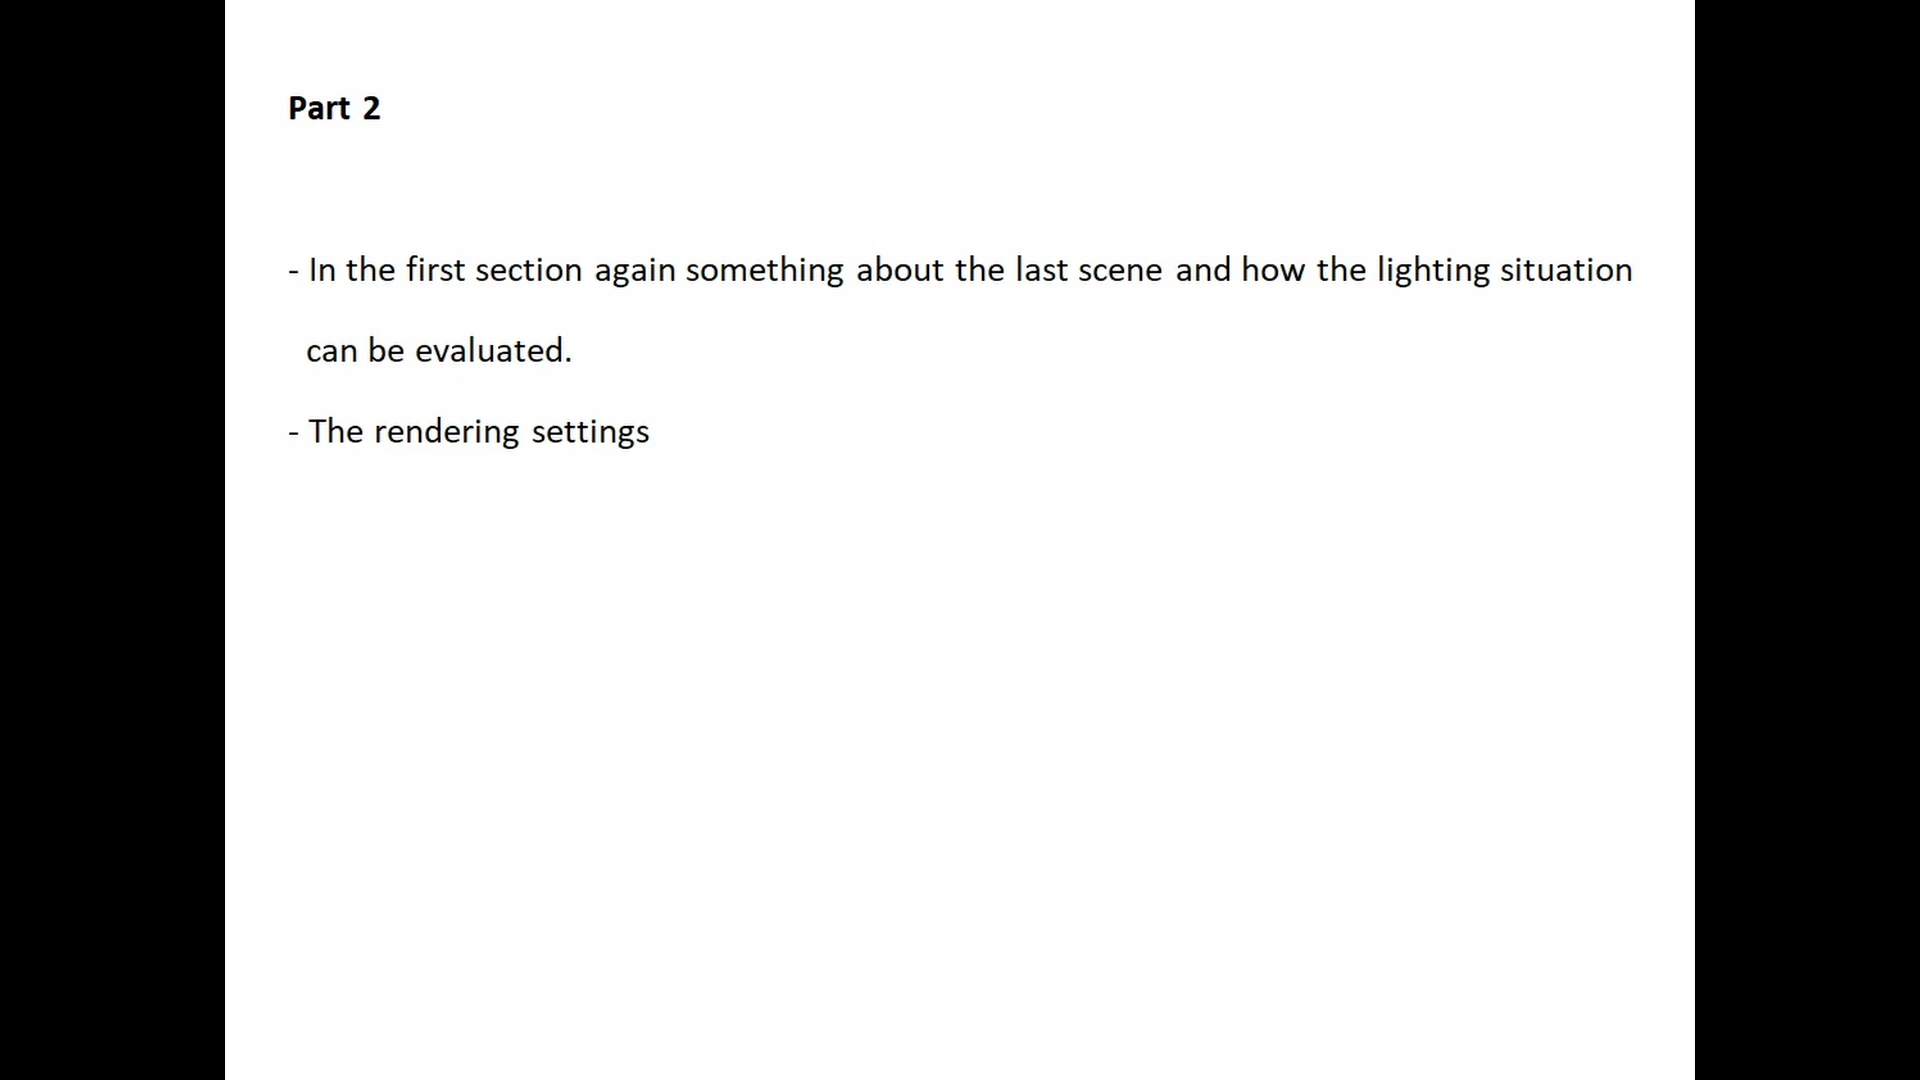 Part 2
- In the first section again something about the last scene and how the lighting situation
can be evaluated.
- The rendering settings